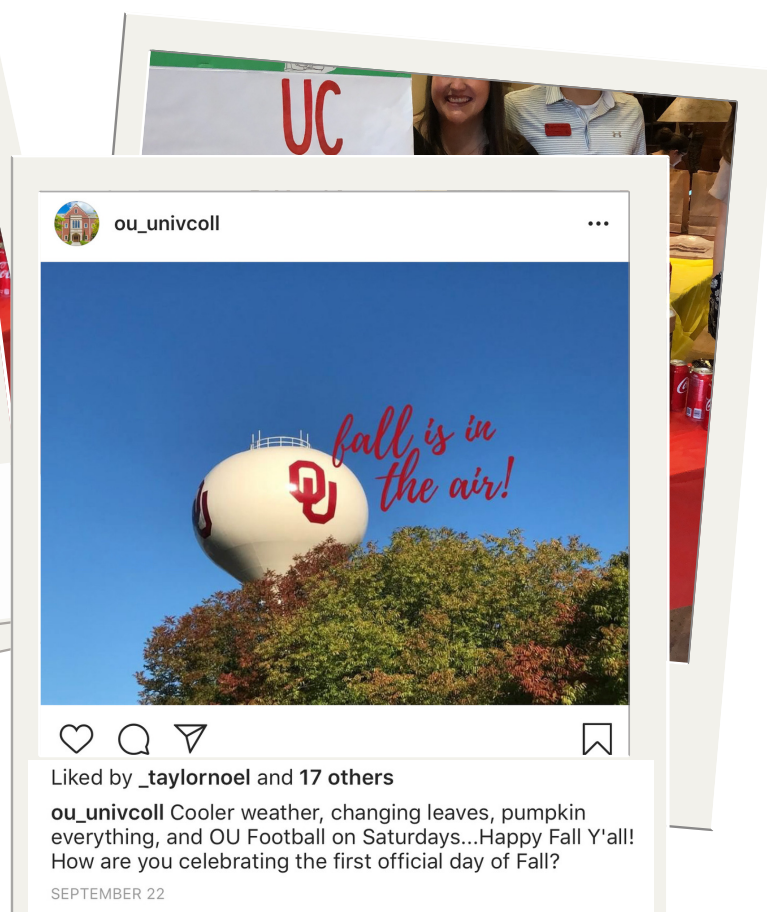 UC
ou_univcoll
OU
fall is in
the air!
Liked by _taylornoel and 17 others
ou_univcoll Cooler weather, changing leaves, pumpkin
everything, and OU Football on Saturdays...Happy Fall Y'all!
How are you celebrating the first official day of Fall?
SEPTEMBER 22